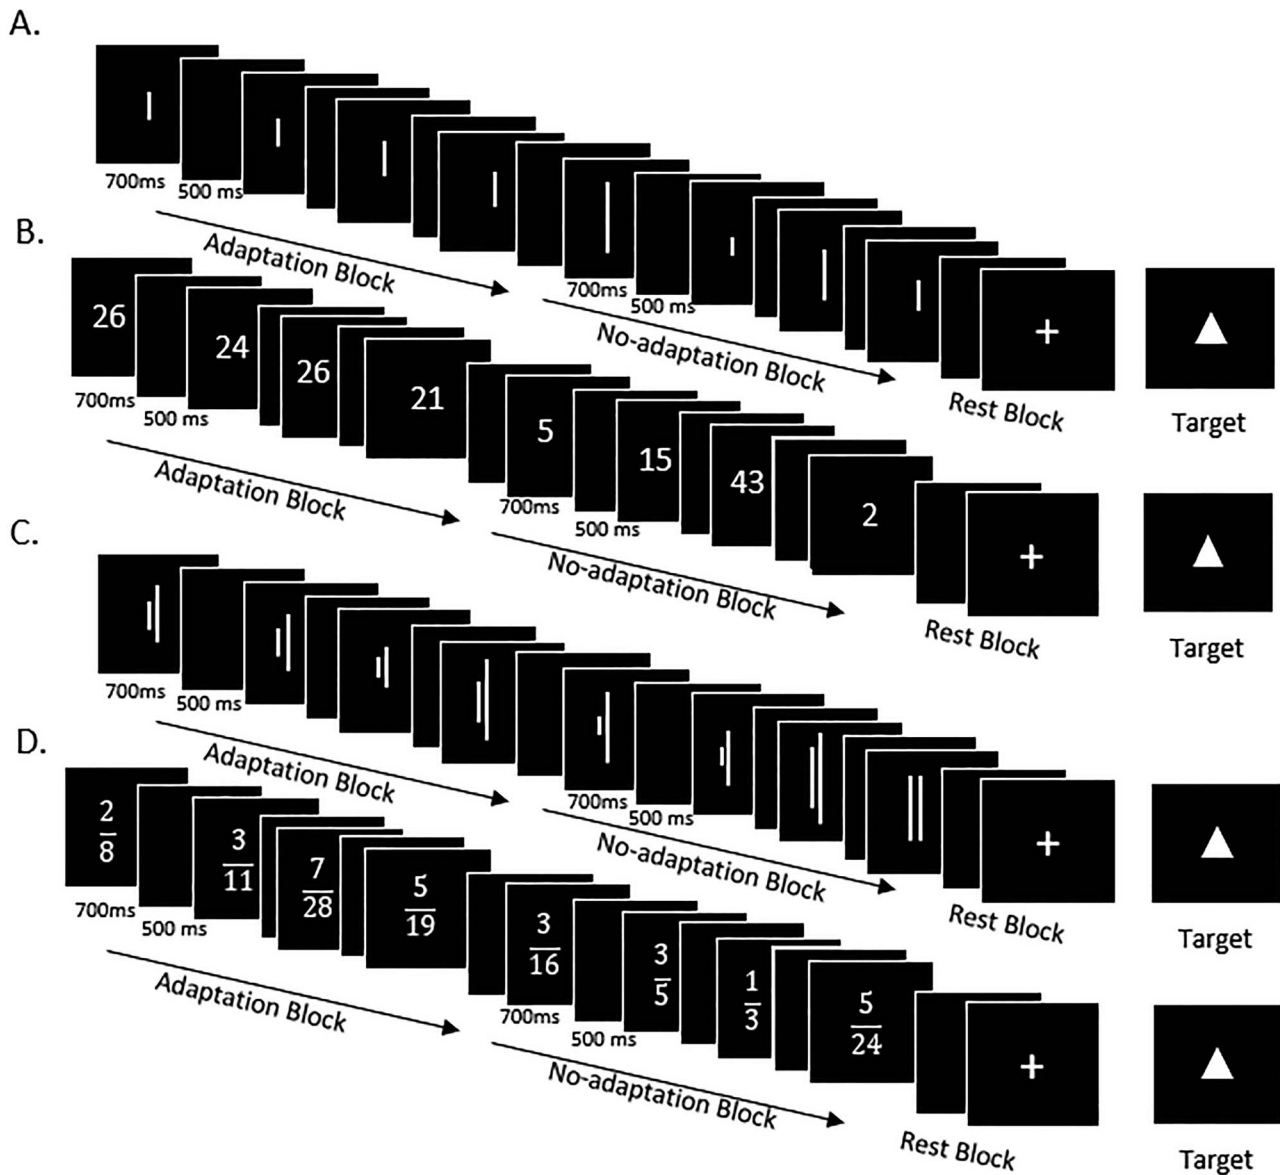 A.
700ms
500 ms
Adaptation Block
700ms
500 ms
No-adaptation Block
+
Rest Block
Target
B.
26
24
26
21
5
15
43
2
700ms
500 ms
Adaptation Block
700ms
500 ms
No-adaptation Block
+
Rest Block
Target
C.
700ms
500 ms
Adaptation Block
700ms
500 ms
No-adaptation Block
+
Rest Block
Target
D.
2
8
3
11
7
28
5
19
3
16
3
5
1
3
5
24
700ms
500 ms
Adaptation Block
700ms
500 ms
No-adaptation Block
+
Rest Block
Target